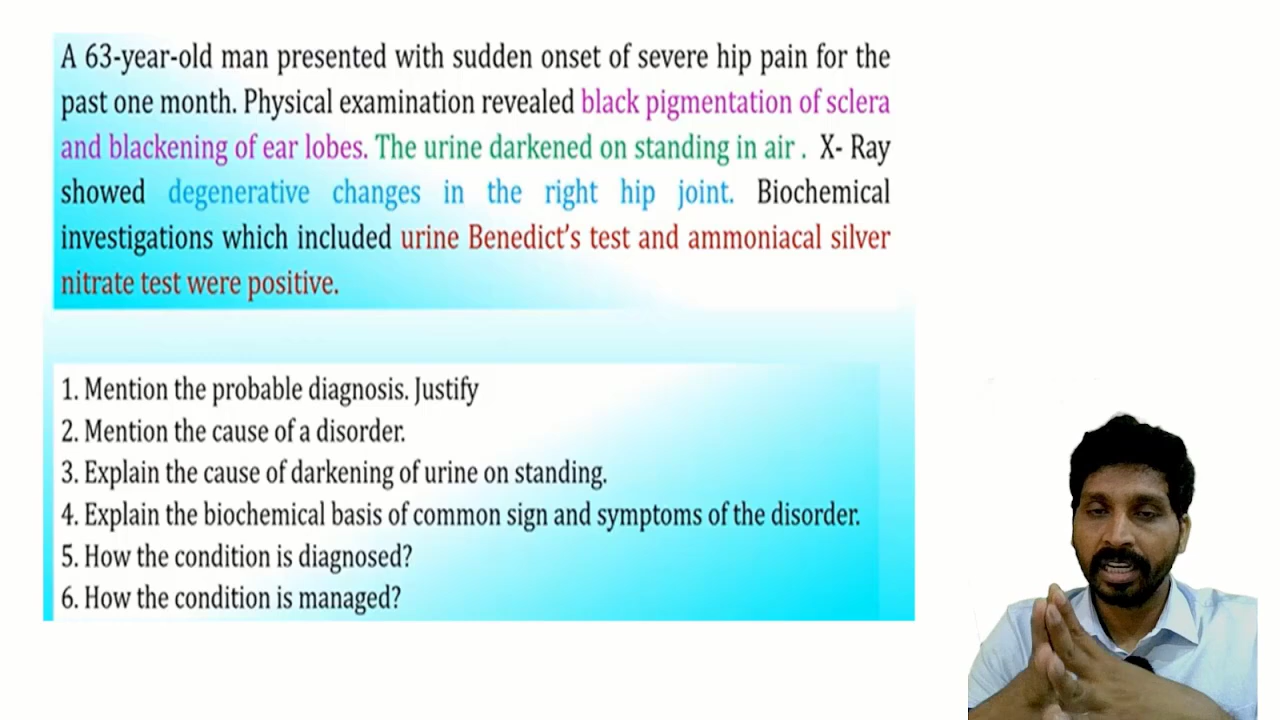 A 63-year-old man presented with sudden onset of severe hip pain for the
past one month. Physical examination revealed black pigmentation of sclera
and blackening of ear lobes. The urine darkened on standing in air . X- Ray
showed degenerative changes in the right hip joint. Biochemical
investigations which included urine Benedict's test and ammoniacal silver
nitrate test were positive.
1. Mention the probable diagnosis. Justify
2. Mention the cause of a disorder.
3. Explain the cause of darkening of urine on standing.
4. Explain the biochemical basis of common sign and symptoms of the disorder.
5. How the condition is diagnosed?
6. How the condition is managed?